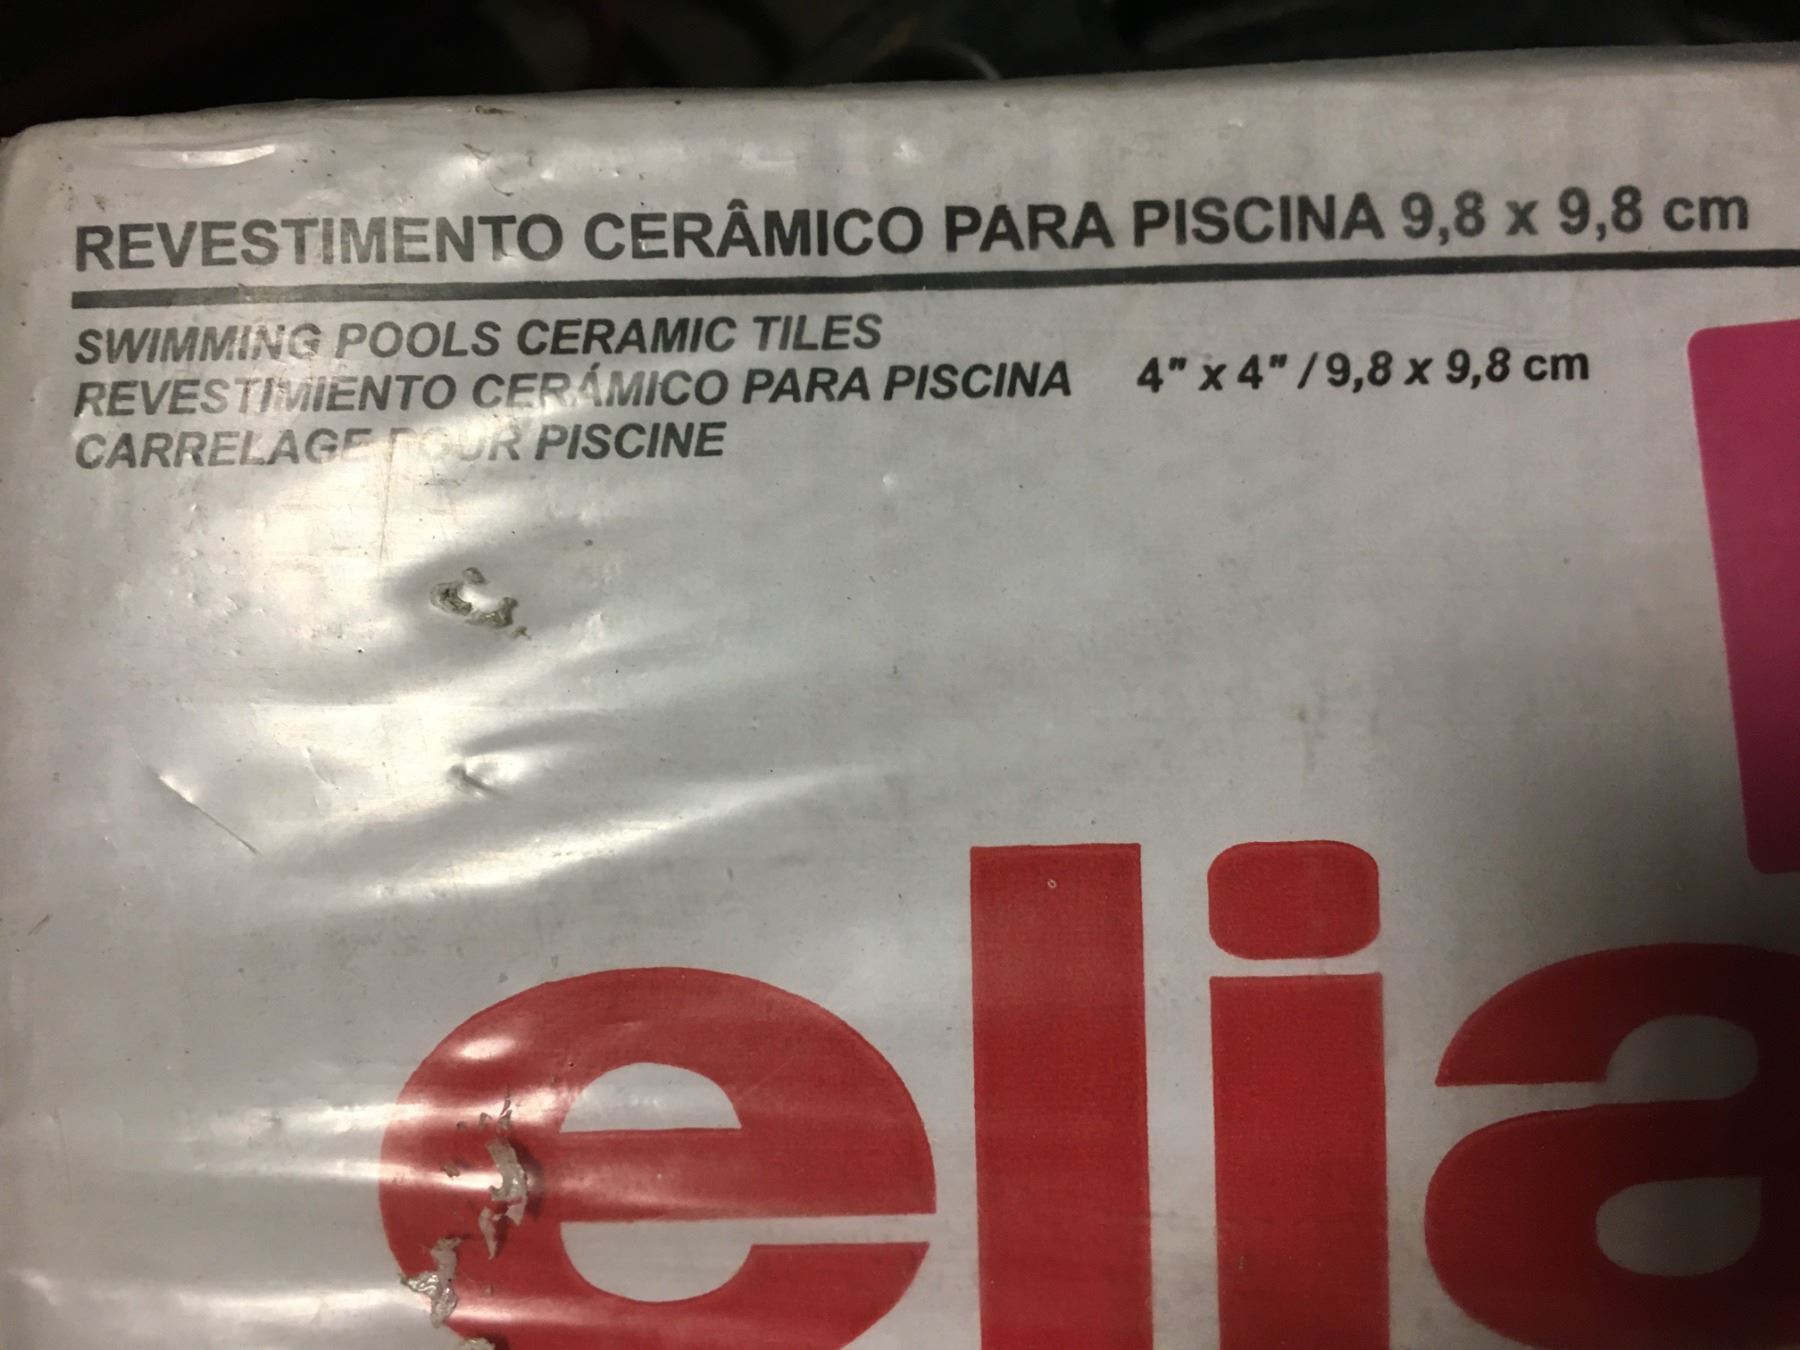 REVESTIMENTO CERÂMICO PARA PISCINA 9,8 x 9,8 cm
SWIMMING POOLS CERAMIC TILES
REVESTIMIENTO CERÁMICO PARA PISCINA 4" x 4" / 9,8 x 9,8 cm
CARRELAGE POUR PISCINE
elia